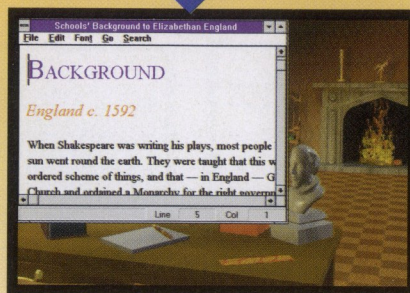 Schools' Background to Elizabethan England
File Edit Font Go Search
BACKGROUND
England c. 1592
When Shakespeare was writing his plays, most people
sun went round the earth. They were taught that this w
ordered scheme of things, and that — in England — G
Church and ordained a Monarchy for the right govern
Line 5 Col 1